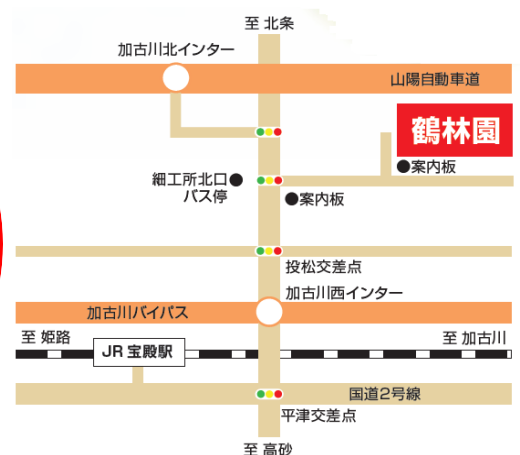 至 北条
加古川北インター
山陽自動車道
鶴林園
●案内板
細工所北口●
バス停
●案内板
投松交差点
加古川西インター
加古川バイパス
至 姫路
至 加古川
JR 宝殿駅
国道2号線
平津交差点
至 高砂